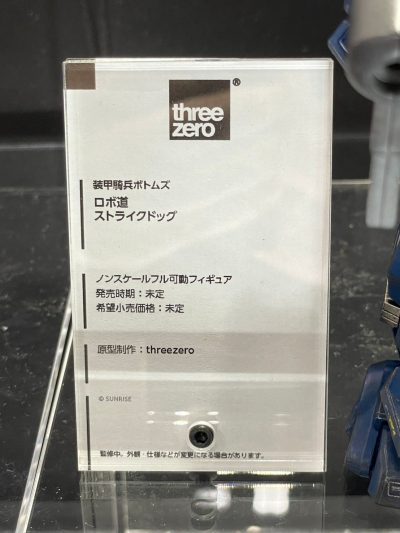 three
zero
®
装甲騎兵ボトムズ
ロボ道
ストライクドッグ
ノンスケールフル可動フィギュア
発売時期：未定
希望小売価格：未定
原型制作：threezero
© SUNRISE
監修中。外観・仕様などが変更になる場合があります。